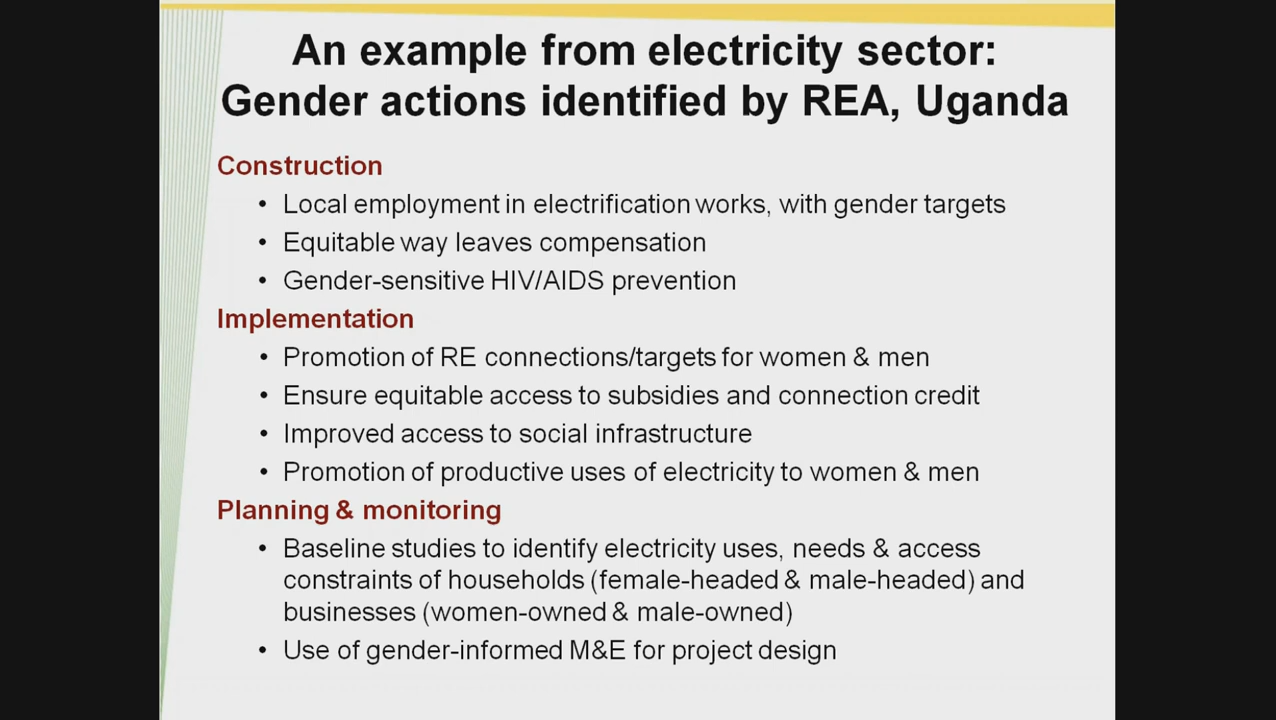 An example from electricity sector:
Gender actions identified by REA, Uganda
Construction
• Local employment in electrification works, with gender targets
• Equitable way leaves compensation
• Gender-sensitive HIV/AIDS prevention
Implementation
• Promotion of RE connections/targets for women & men
• Ensure equitable access to subsidies and connection credit
• Improved access to social infrastructure
• Promotion of productive uses of electricity to women & men
Planning & monitoring
• Baseline studies to identify electricity uses, needs & access
constraints of households (female-headed & male-headed) and
businesses (women-owned & male-owned)
• Use of gender-informed M&E for project design